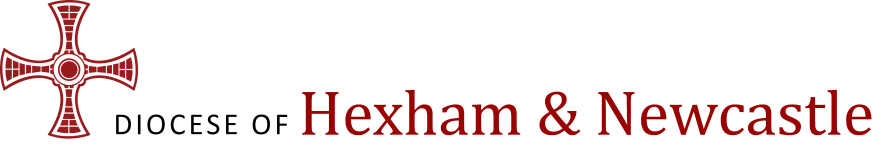 DIOCESE OF Hexham & Newcastle